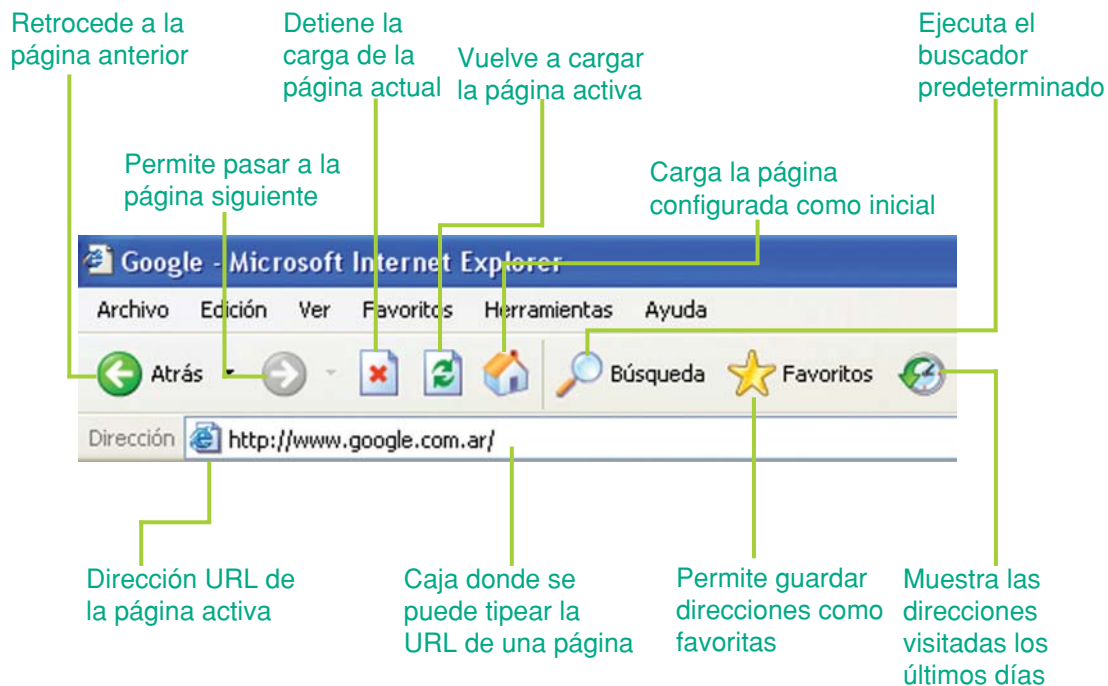 Retrocede a la
página anterior
Detiene la
carga de la
página actual
Vuelve a cargar
la página activa
Ejecuta el
buscador
predeterminado
Permite pasar a la
página siguiente
Carga la página
configurada como inicial
Google - Microsoft Internet Explorer
Archivo Edición Ver Favoritos Herramientas Ayuda
Atrás Búsqueda Favoritos
Dirección http://www.google.com.ar/
Dirección URL de
la página activa
Caja donde se
puede tipear la
URL de una página
Permite guardar
direcciones como
favoritas
Muestra las
direcciones
visitadas los
últimos días